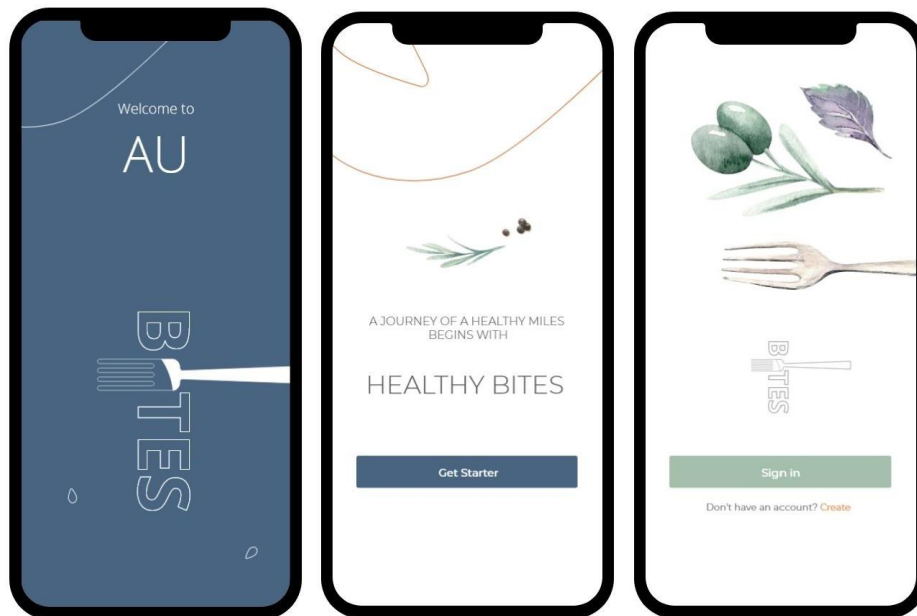 Welcome to
AU
BITES
A JOURNEY OF A HEALTHY MILES
BEGINS WITH
HEALTHY BITES
Get Starter
BITES
Sign in
Don't have an account? Create